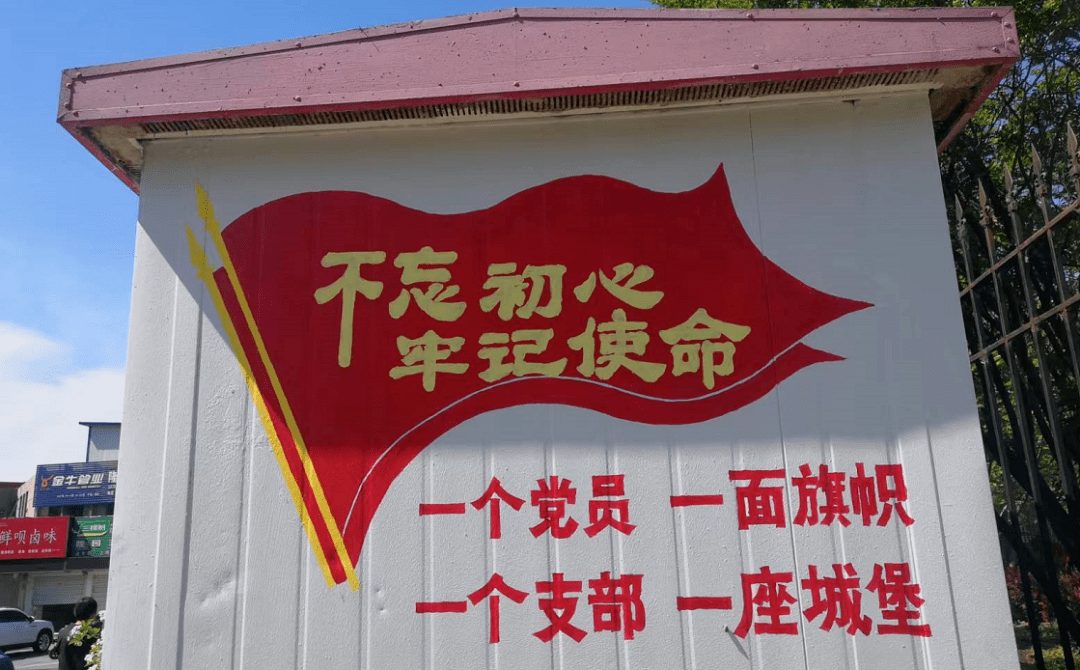 不忘初心
牢记使命
一个党员 一面旗帜
一个支部 一座城堡
金牛管业
鲜呗卤味